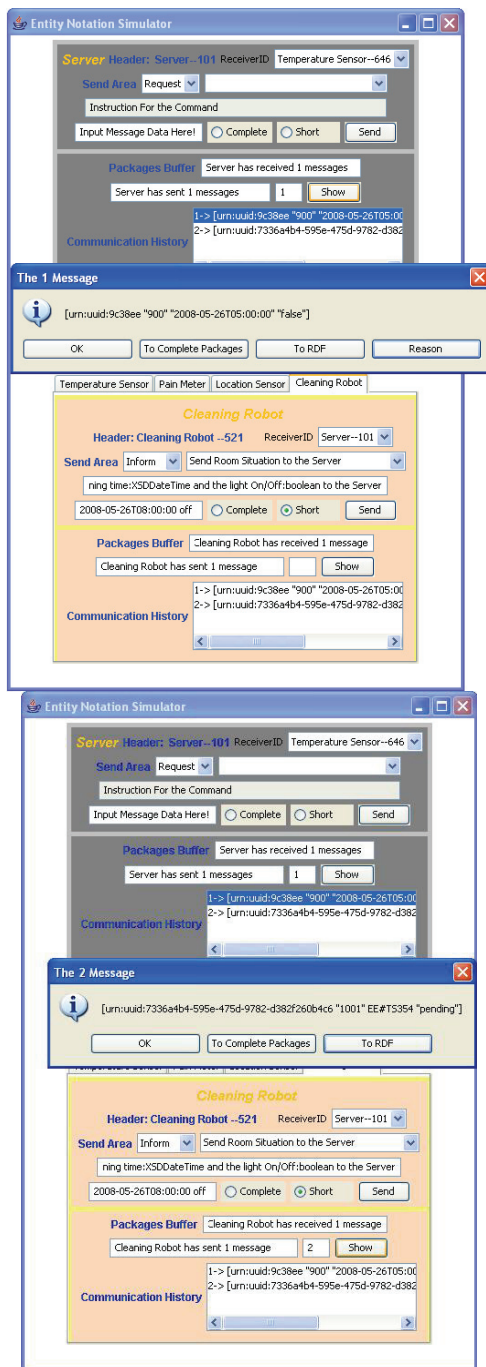 Entity Notation Simulator
Server Header: Server--101 ReceiverID Temperature Sensor--646
Send Area Request
Instruction For the Command
Input Message Data Here! Complete Short Send
Packages Buffer Server has received 1 messages
Server has sent 1 messages 1 Show
1-> [urn:uuid:9c38ee "900" "2008-05-26T05:00
2-> [urn:uuid:7336a4b4-595e-475d-9782-d382
Communication History
The 1 Message
[urn:uuid:9c38ee "900" "2008-05-26T05:00:00" "false"]
OK To Complete Packages To RDF Reason
Temperature Sensor Pain Meter Location Sensor Cleaning Robot
Cleaning Robot
Header: Cleaning Robot --521 ReceiverID Server--101
Send Area Inform Send Room Situation to the Server
ning time:XSDDateTime and the light On/Off:boolean to the Server
2008-05-26T08:00:00 off Complete Short Send
Packages Buffer Cleaning Robot has received 1 message
Cleaning Robot has sent 1 message Show
1-> [urn:uuid:9c38ee "900" "2008-05-26T05:00
2-> [urn:uuid:7336a4b4-595e-475d-9782-d382
Communication History
Entity Notation Simulator
Server Header: Server--101 ReceiverID Temperature Sensor--646
Send Area Request
Instruction For the Command
Input Message Data Here! Complete Short Send
Packages Buffer Server has received 1 messages
Server has sent 1 messages 1 Show
1-> [urn:uuid:9c38ee "900" "2008-05-26T05:00
2-> [urn:uuid:7336a4b4-595e-475d-9782-d382
Communication History
The 2 Message
[urn:uuid:7336a4b4-595e-475d-9782-d382f260b4c6 "1001" EE#TS354 "pending"]
OK To Complete Packages To RDF
Cleaning Robot
Header: Cleaning Robot --521 ReceiverID Server--101
Send Area Inform Send Room Situation to the Server
ning time:XSDDateTime and the light On/Off:boolean to the Server
2008-05-26T08:00:00 off Complete Short Send
Packages Buffer Cleaning Robot has received 1 message
Cleaning Robot has sent 1 message 2 Show
1-> [urn:uuid:9c38ee "900" "2008-05-26T05:00
2-> [urn:uuid:7336a4b4-595e-475d-9782-d382
Communication History